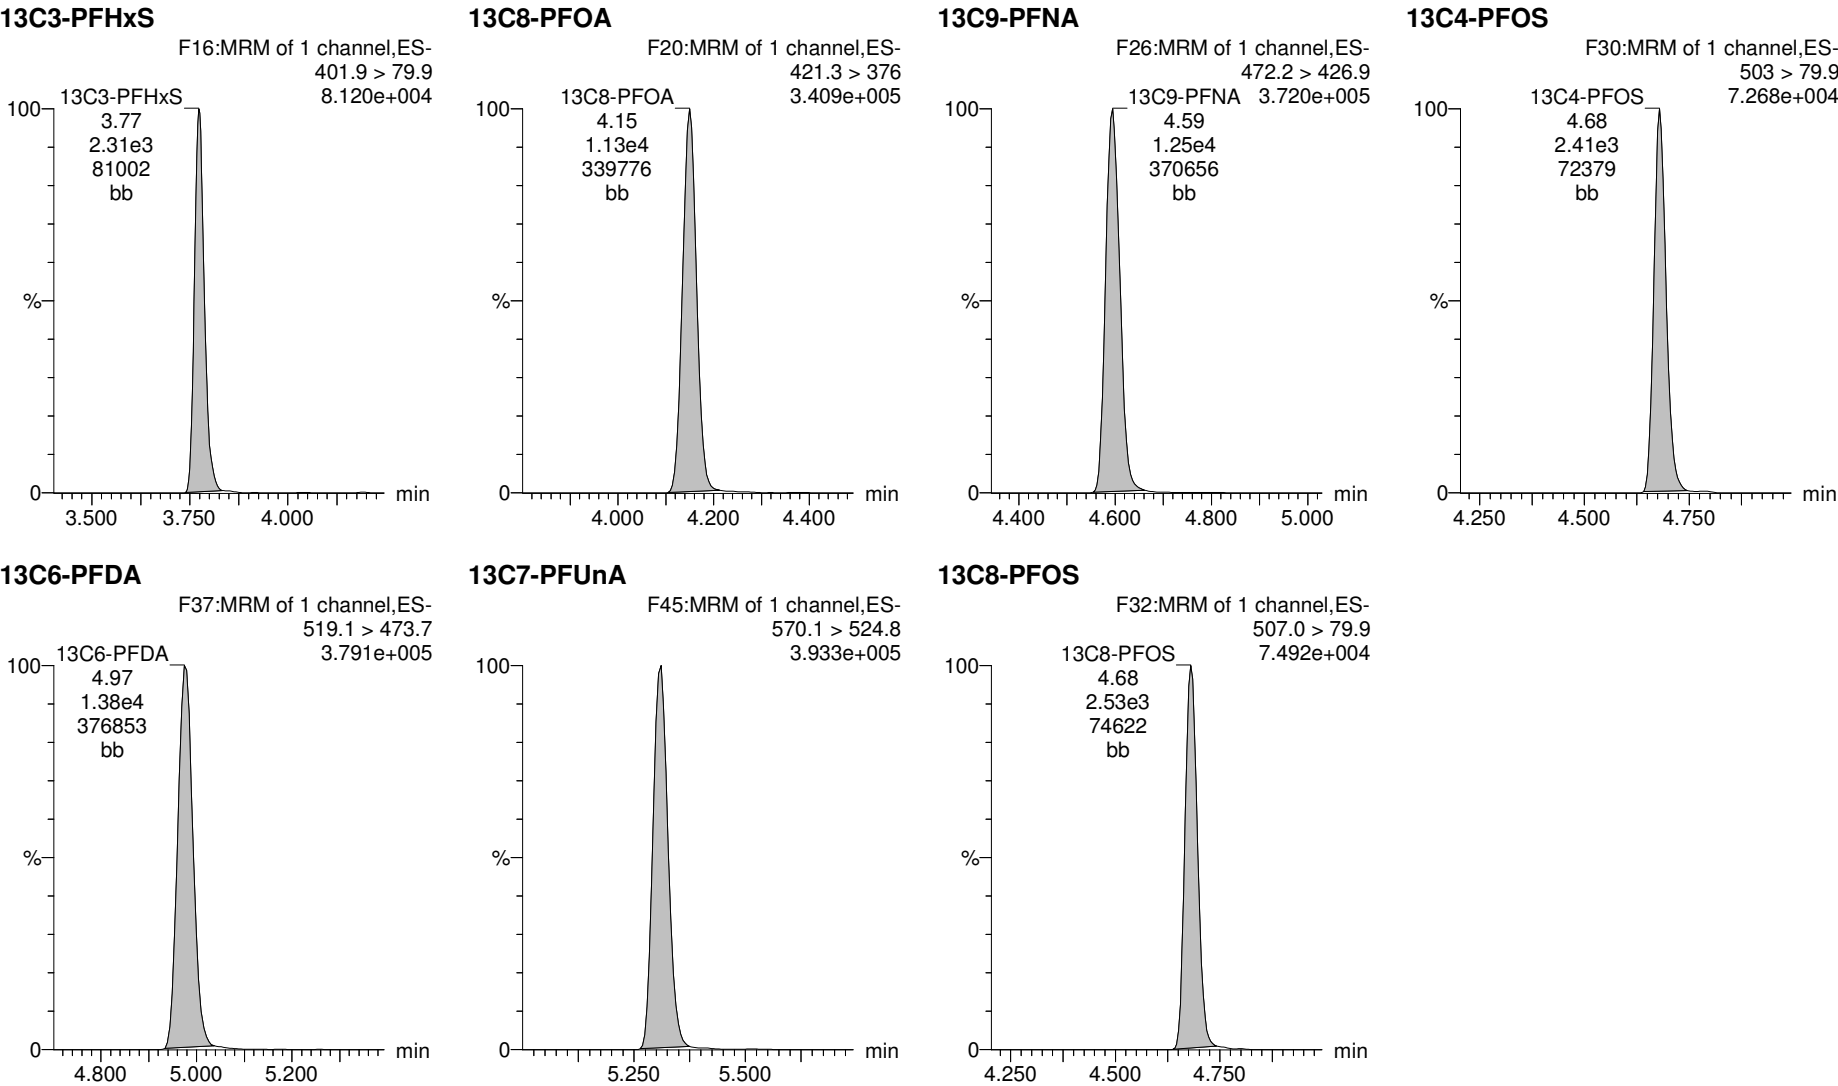 13C3-PFHxS
F16:MRM of 1 channel,ES-
401.9 > 79.9
8.120e+004
13C3-PFHxS
3.77
2.31e3
81002
bb
100
%
0
min
3.500 3.750 4.000
13C8-PFOA
F20:MRM of 1 channel,ES-
421.3 > 376
3.409e+005
13C8-PFOA
4.15
1.13e4
339776
bb
100
%
0
min
4.000 4.200 4.400
13C9-PFNA
F26:MRM of 1 channel,ES-
472.2 > 426.9
3.720e+005
13C9-PFNA
4.59
1.25e4
370656
bb
100
%
0
min
4.400 4.600 4.800 5.000
13C4-PFOS
F30:MRM of 1 channel,ES-
503 > 79.9
7.268e+004
13C4-PFOS
4.68
2.41e3
72379
bb
100
%
0
min
4.250 4.500 4.750
13C6-PFDA
F37:MRM of 1 channel,ES-
519.1 > 473.7
3.791e+005
13C6-PFDA
4.97
1.38e4
376853
bb
100
%
0
min
4.800 5.000 5.200
13C7-PFUnA
F45:MRM of 1 channel,ES-
570.1 > 524.8
3.933e+005
100
%
0
min
5.250 5.500
13C8-PFOS
F32:MRM of 1 channel,ES-
507.0 > 79.9
7.492e+004
13C8-PFOS
4.68
2.53e3
74622
bb
100
%
0
min
4.250 4.500 4.750